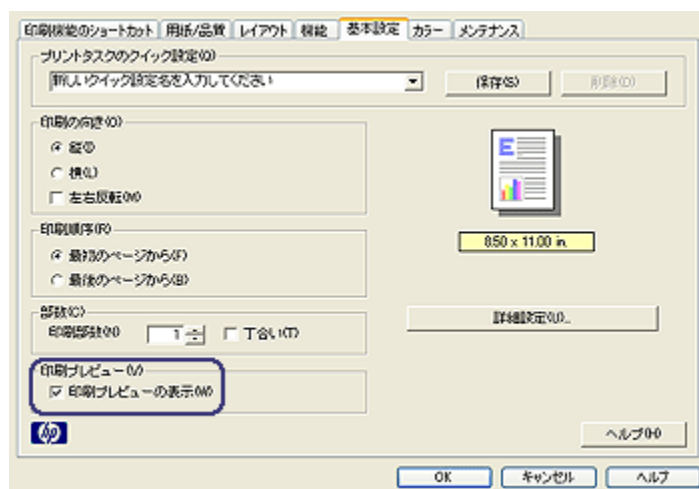 印刷機能のショートカット 用紙/品質 レイアウト 機能 基本設定 カラー メンテナンス
プリントタスクのクイック設定(Q)
新しいクイック設定名を入力してください 保存(S) 削除(D)
印刷の向き(O)
縦(I)
横(L)
左右反転(M)
E
印刷順序(R)
8.50 x 11.00 in.
最初のページから(F)
最後のページから(B)
部数(C)
印刷部数(N) 1 丁合い(T) 詳細設定(U)...
印刷プレビュー(V)
印刷プレビューの表示(W)
hp ヘルプ(H)
OK キャンセル ヘルプ